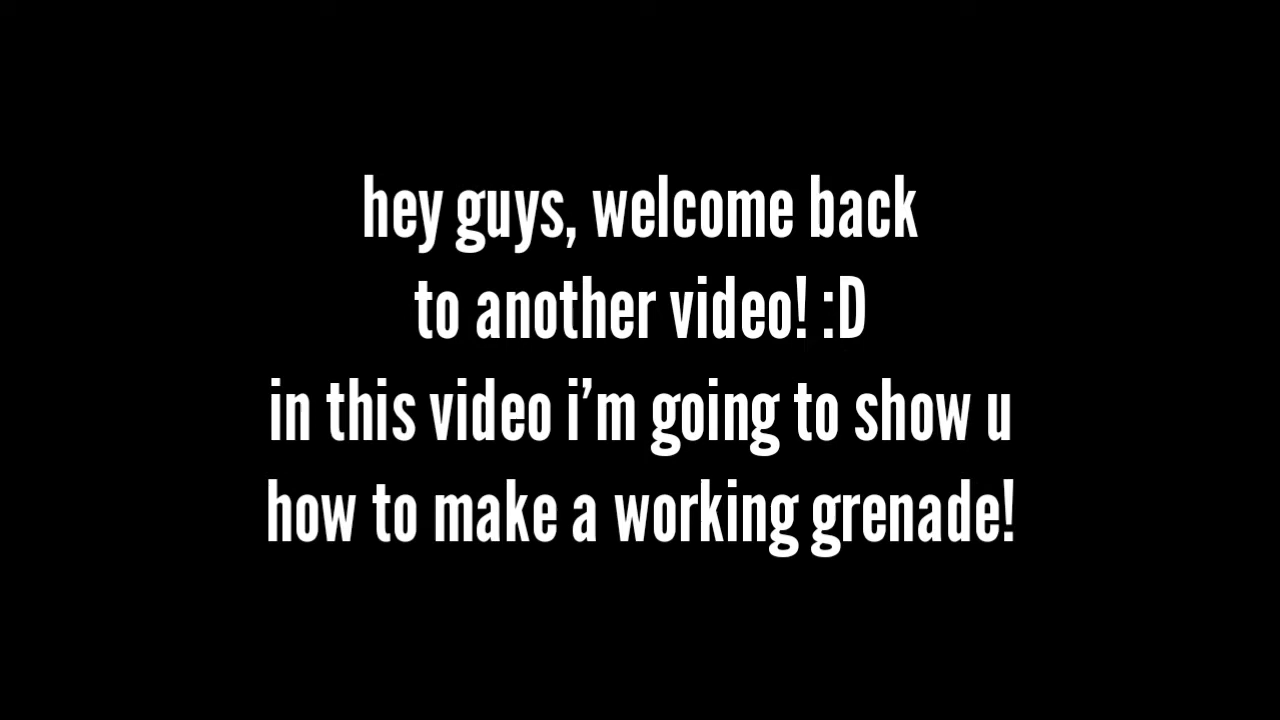 hey guys, welcome back
to another video! :D
in this video i’m going to show u
how to make a working grenade!